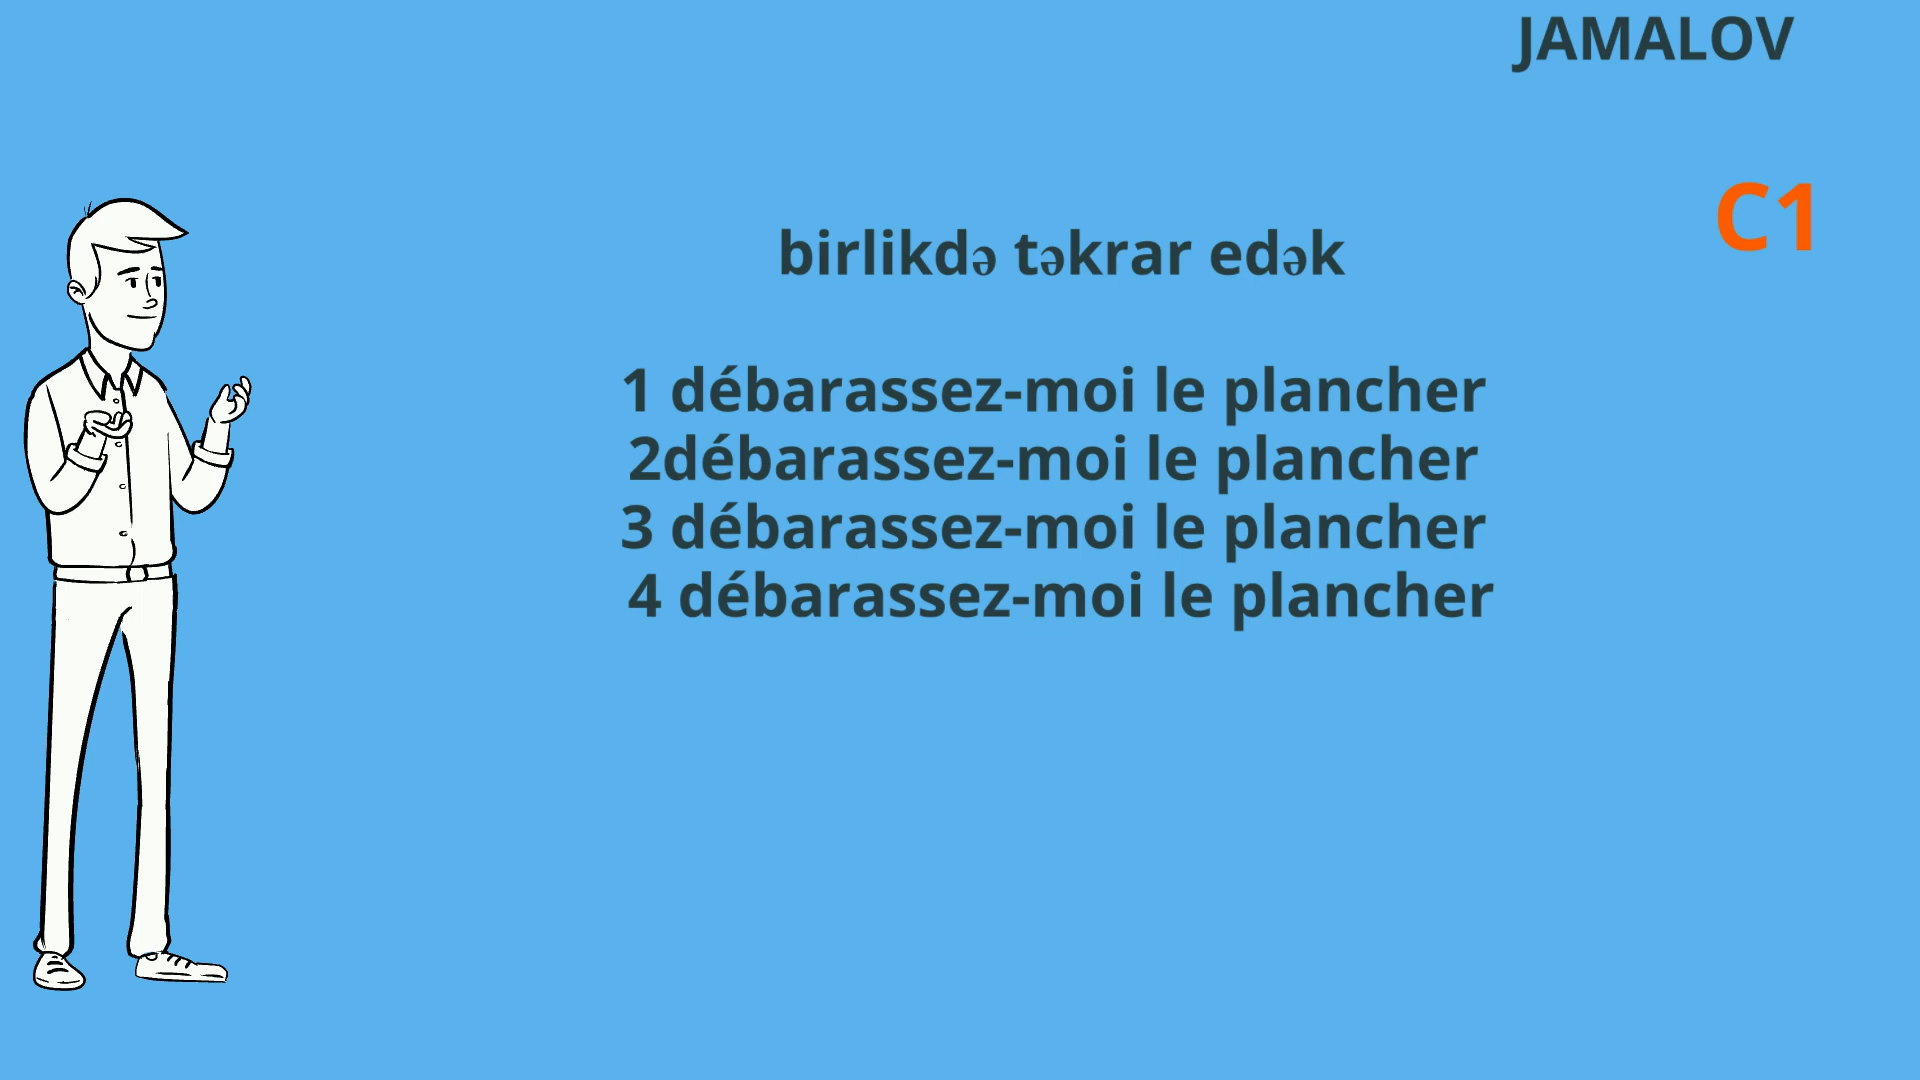 JAMALOV
C1
birlikdə təkrar edək
1 débarassez-moi le plancher
2débarassez-moi le plancher
3 débarassez-moi le plancher
4 débarassez-moi le plancher